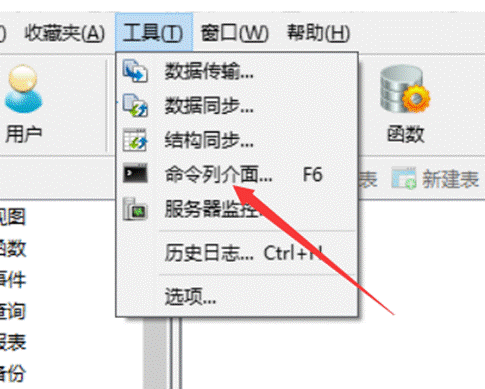 收藏夹(A) 工具(T) 窗口(W) 帮助(H)
数据传输...
数据同步...
用户 结构同步... 函数
命令列介面... F6 表 新建表
服务器监控
视图
函数 历史日志... Ctrl+H
事件
查询 选项...
报表
备份